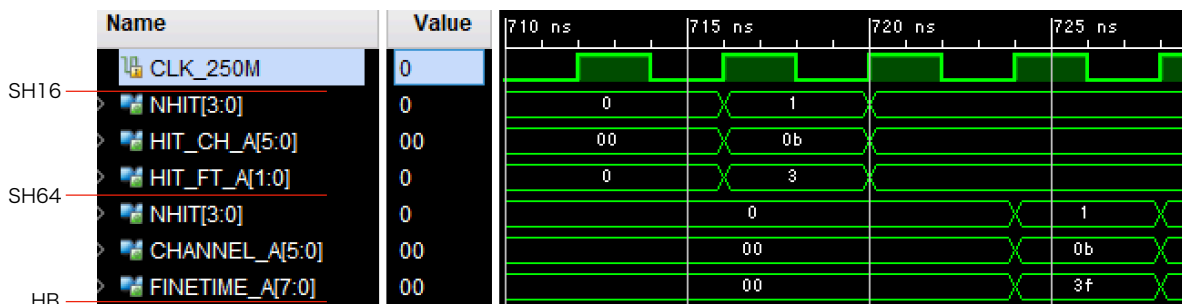 Name Value 710 ns 715 ns 720 ns 725 ns
CLK_250M 0
SH16
NHIT[3:0] 0 0 1
HIT_CH_A[5:0] 00 00 0b
HIT_FT_A[1:0] 0 0 3
SH64
NHIT[3:0] 0 0 1
CHANNEL_A[5:0] 00 00 0b
FINETIME_A[7:0] 00 00 3f
HB